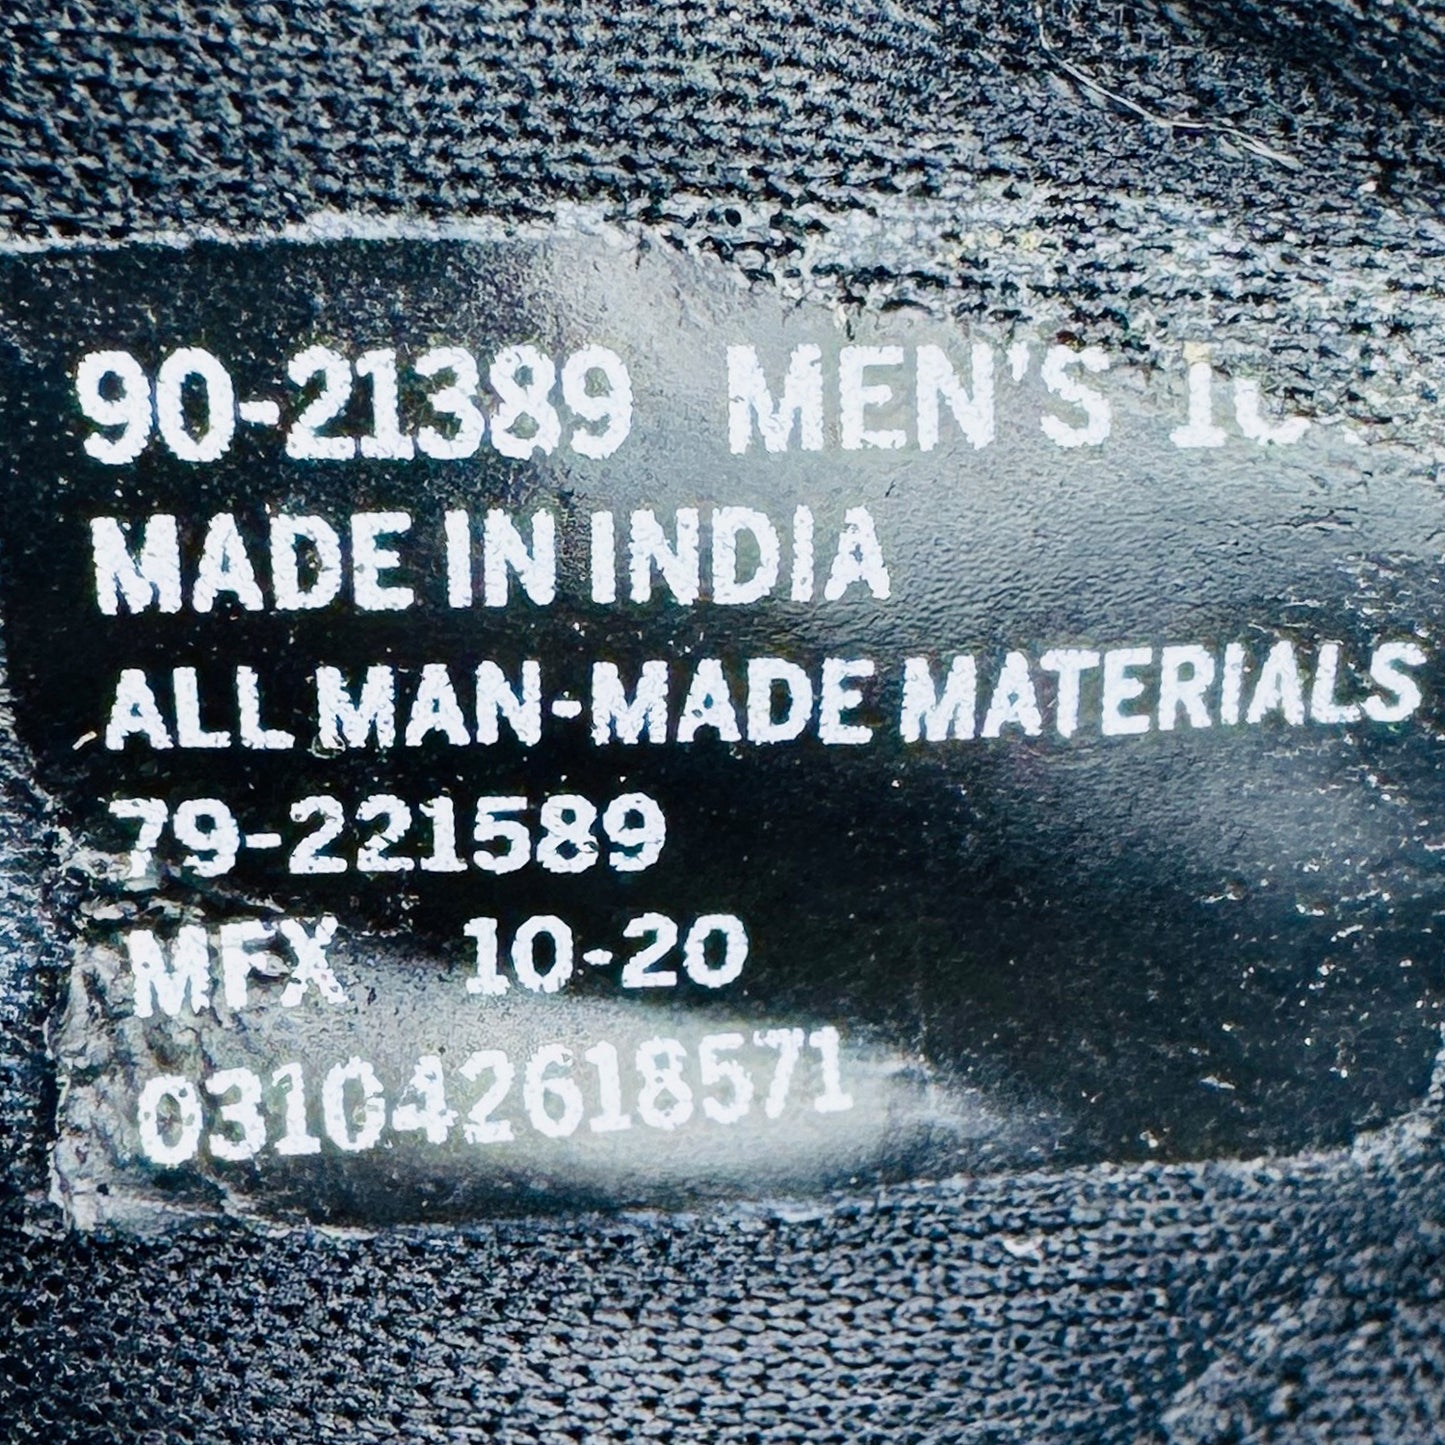 90-21389 MEN'S
MADE IN INDIA
ALL MAN-MADE MATERIALS
79-221589
MFX 10-20
031042618571